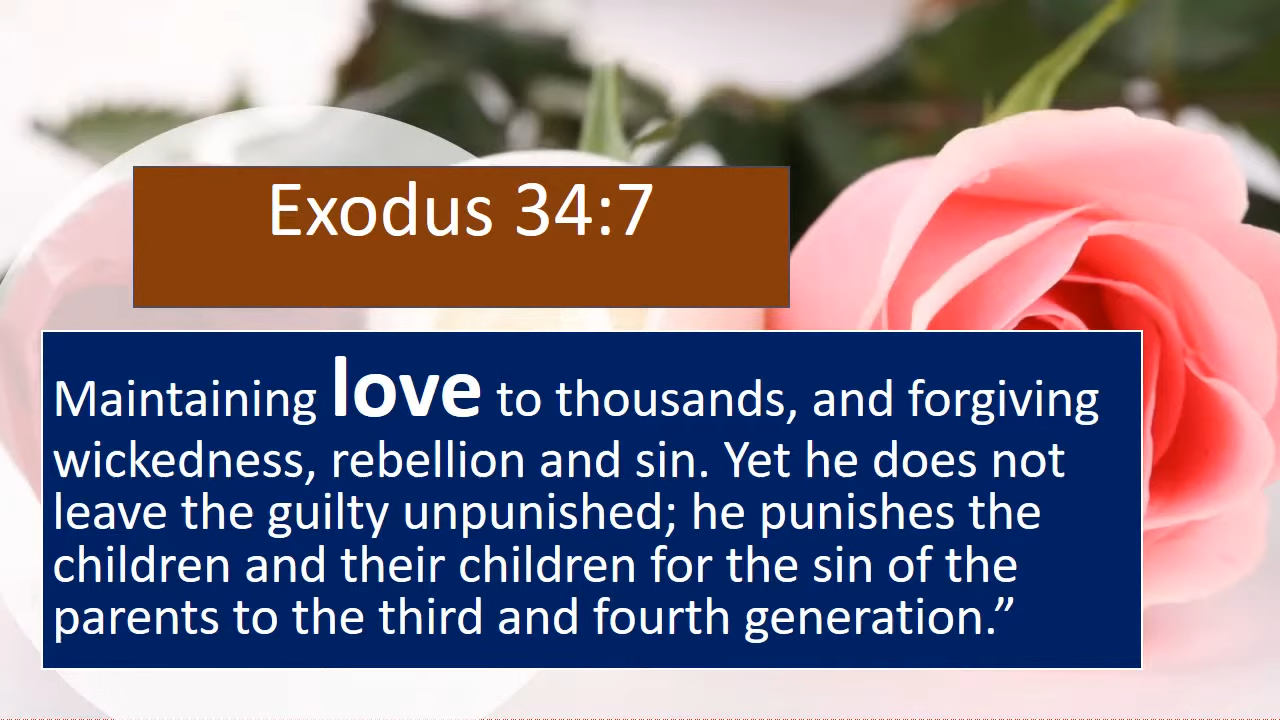 Exodus 34:7
Maintaining love to thousands, and forgiving
wickedness, rebellion and sin. Yet he does not
leave the guilty unpunished; he punishes the
children and their children for the sin of the
parents to the third and fourth generation.”